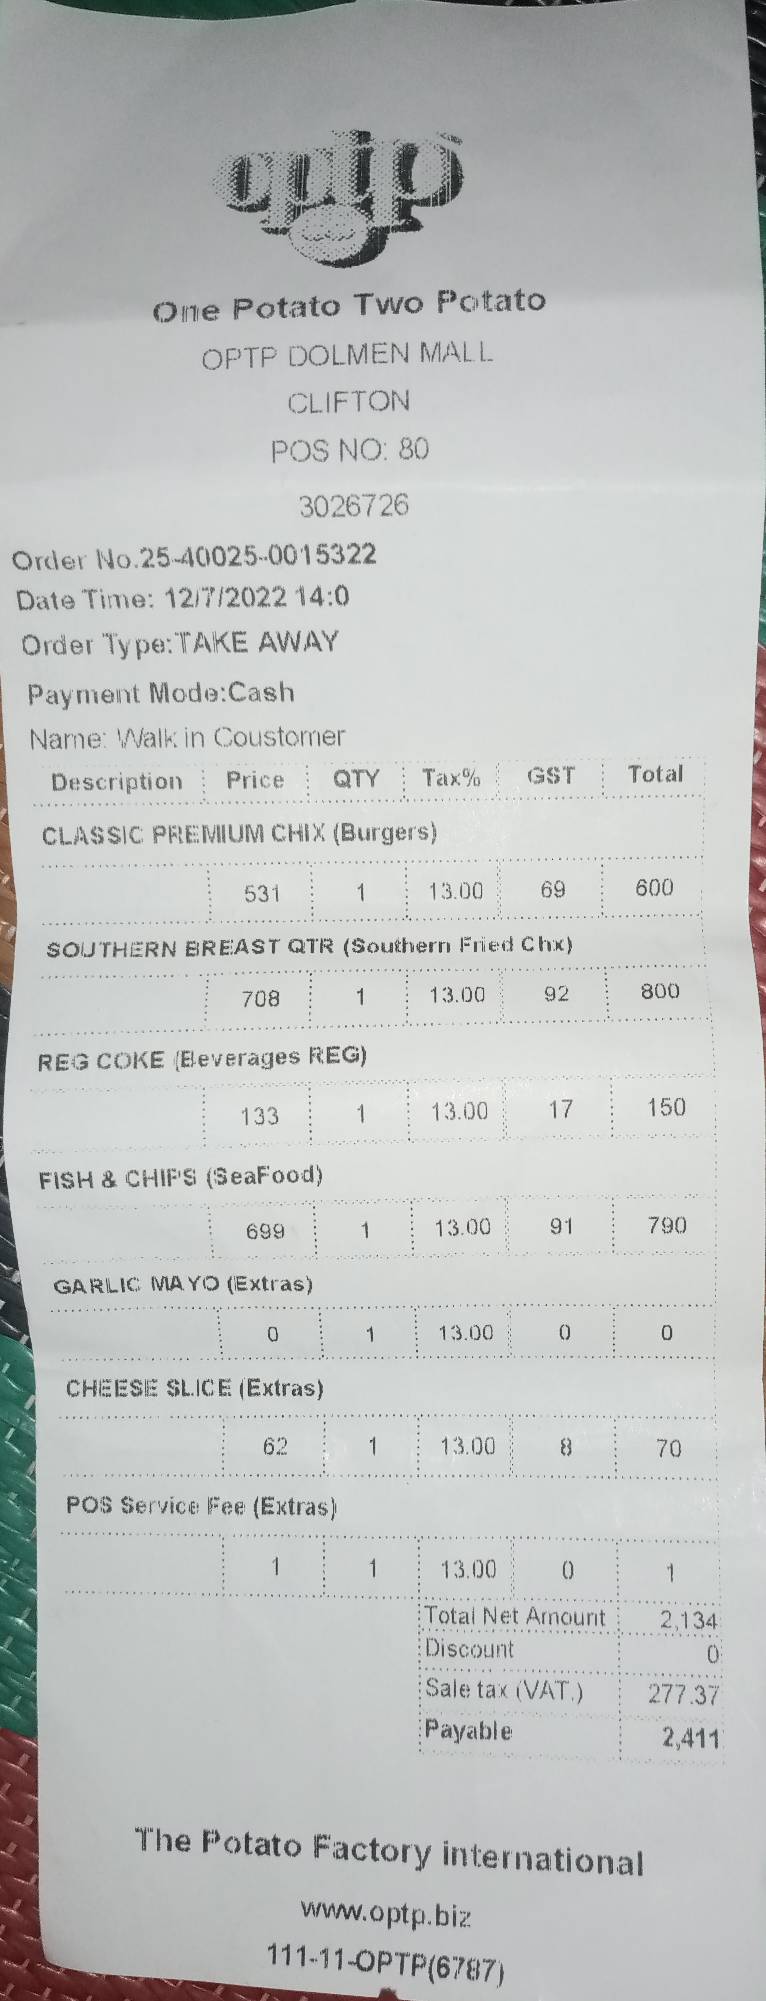 optp
One Potato Two Potato
OPTP DOLMEN MALL
CLIFTON
POS NO: 80
3026726
Order No.25-40025-0015322
Date Time: 12/7/2022 14:0
Order Type:TAKE AWAY
Payment Mode:Cash
Name: Walk in Coustomer
Description Price QTY Tax% GST Total
CLASSIC PREMIUM CHIX (Burgers)
531 1 13.00 69 600
SOUTHERN BREAST QTR (Southern Fried Chx)
708 1 13.00 92 800
REG COKE (Beverages REG)
133 1 13.00 17 150
FISH & CHIPS (SeaFood)
699 1 13.00 91 790
GARLIC MAYO (Extras)
0 1 13.00 0 0
CHEESE SLICE (Extras)
62 1 13.00 8 70
POS Service Fee (Extras)
1 1 13.00 0 1
Total Net Amount 2,134
Discount 0
Sale tax (VAT.) 277.37
Payable 2,411
The Potato Factory international
www.optp.biz
111-11-OPTP(6787)